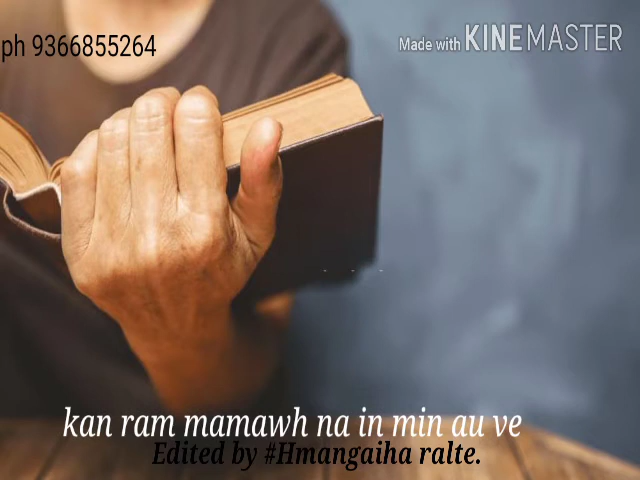 ph 9366855264
Made with KINEMASTER
kan ram mamawh na in min au ve
Edited by #Hmangaiha ralte.